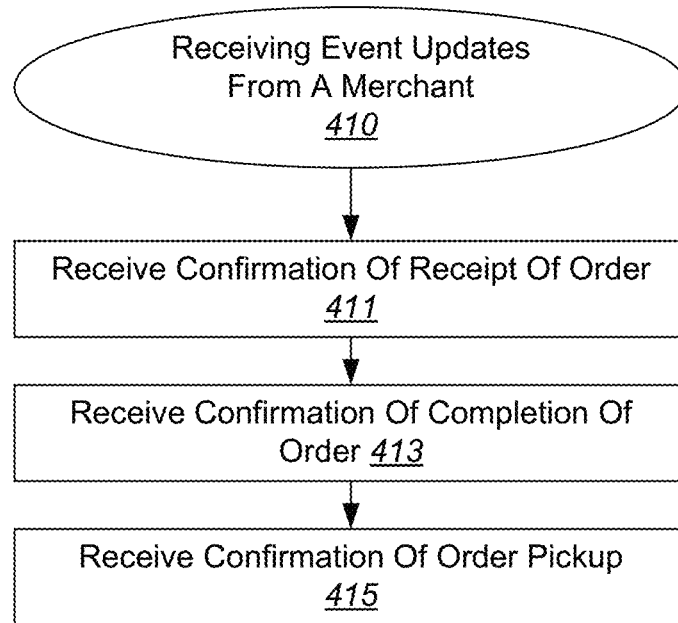 Receiving Event Updates
From A Merchant
410
Receive Confirmation Of Receipt Of Order
411
Receive Confirmation Of Completion Of
Order 413
Receive Confirmation Of Order Pickup
415